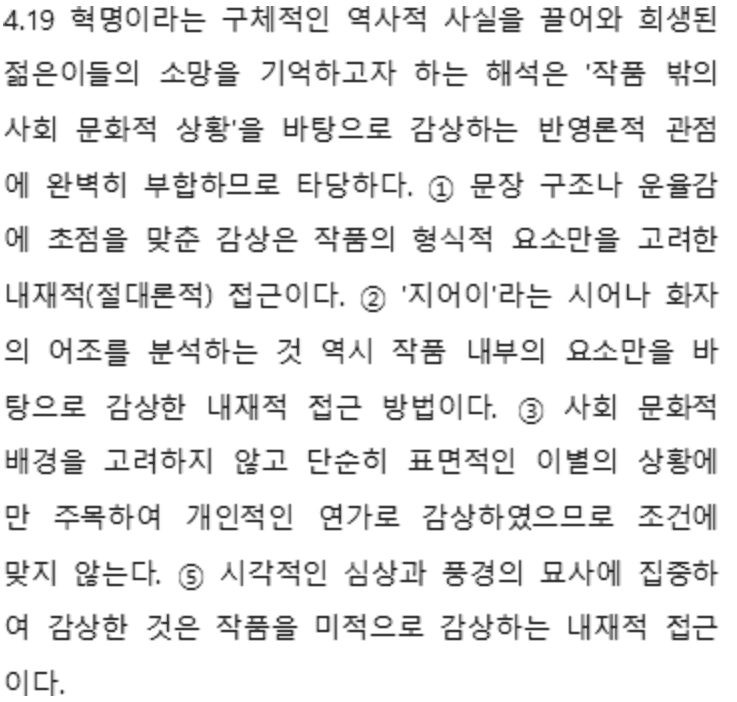 4.19 혁명이라는 구체적인 역사적 사실을 끌어와 희생된
젊은이들의 소망을 기억하고자 하는 해석은 '작품 밖의
사회 문화적 상황'을 바탕으로 감상하는 반영론적 관점
에 완벽히 부합하므로 타당하다. ① 문장 구조나 운율감
에 초점을 맞춘 감상은 작품의 형식적 요소만을 고려한
내재적(절대론적) 접근이다. ② '지어이'라는 시어나 화자
의 어조를 분석하는 것 역시 작품 내부의 요소만을 바
탕으로 감상한 내재적 접근 방법이다. ③ 사회 문화적
배경을 고려하지 않고 단순히 표면적인 이별의 상황에
만 주목하여 개인적인 연가로 감상하였으므로 조건에
맞지 않는다. ⑤ 시각적인 심상과 풍경의 묘사에 집중하
여 감상한 것은 작품을 미적으로 감상하는 내재적 접근
이다.